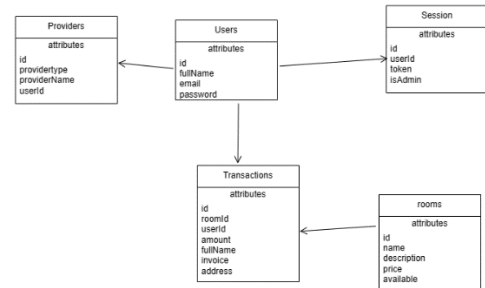 Providers
attributes
id
providertype
providerName
userId
Users
attributes
id
fullName
email
password
Session
attributes
id
userId
token
isAdmin
Transactions
attributes
id
roomId
userId
amount
fullName
invoice
address
rooms
attributes
id
name
description
price
available